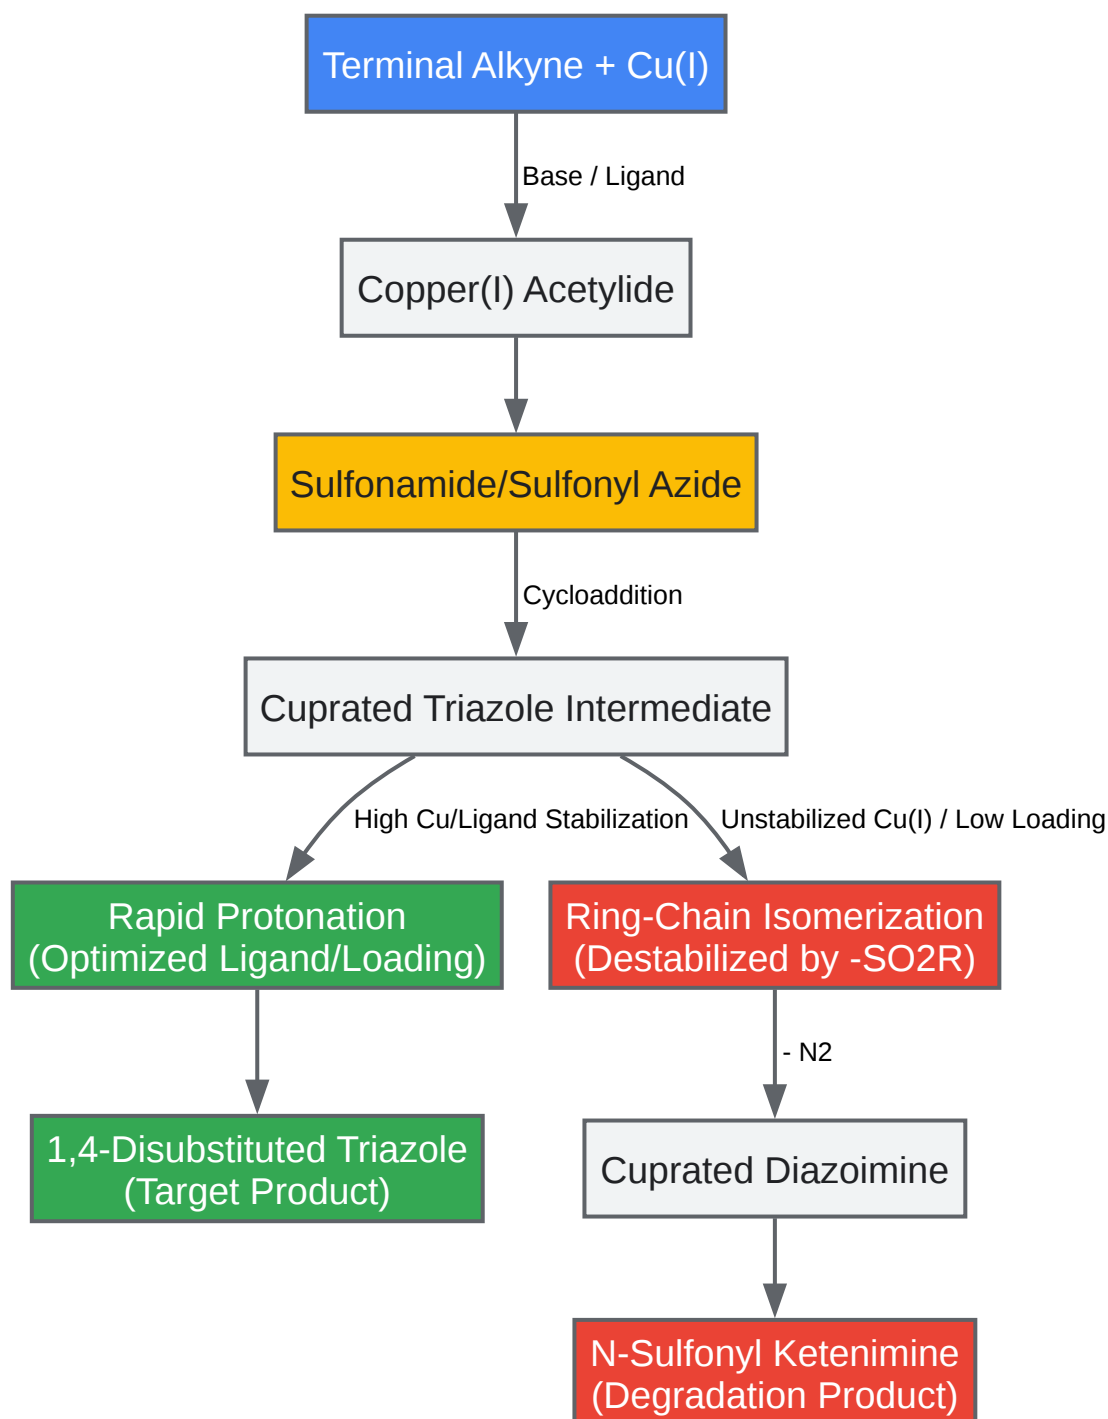 Terminal Alkyne + Cu(I)
Base / Ligand
Copper(I) Acetylide
Sulfonamide/Sulfonyl Azide
Cycloaddition
Cuprated Triazole Intermediate
High Cu/Ligand Stabilization
Unstabilized Cu(I) / Low Loading
Rapid Protonation
(Optimized Ligand/Loading)
Ring-Chain Isomerization
(Destabilized by -SO2R)
- N2
1,4-Disubstituted Triazole
(Target Product)
Cuprated Diazoimine
N-Sulfonyl Ketenimine
(Degradation Product)